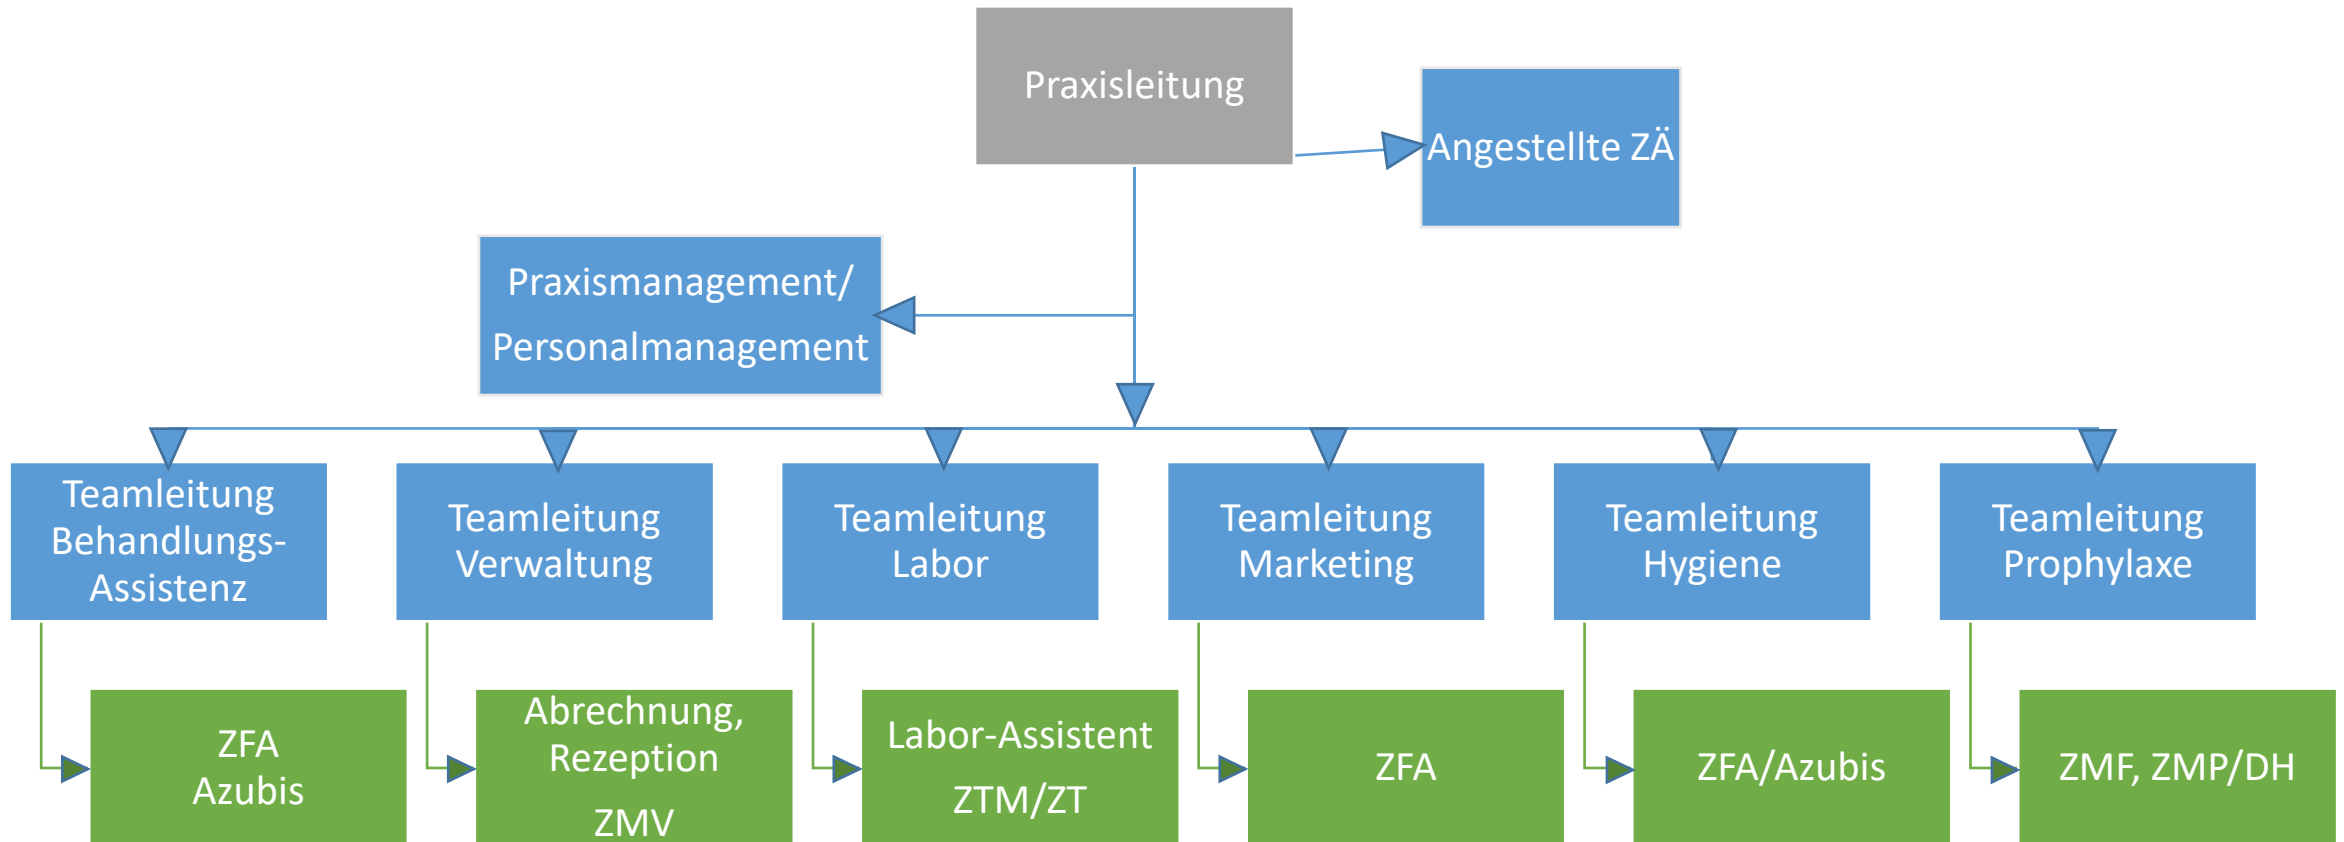 Praxisleitung
Angestellte ZÄ
Praxismanagement/
Personalmanagement
Teamleitung
Behandlungs-
Assistenz
Teamleitung
Verwaltung
Teamleitung
Labor
Teamleitung
Marketing
Teamleitung
Hygiene
Teamleitung
Prophylaxe
ZFA
Azubis
Abrechnung,
Rezeption
ZMV
Labor-Assistent
ZTM/ZT
ZFA
ZFA/Azubis
ZMF, ZMP/DH